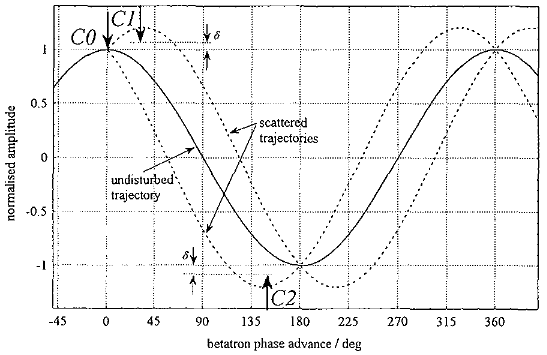 C0 C1 δ
1
0.5
0
-0.5
-1
normalised amplitude
scattered
trajectories
undisturbed
trajectory
δ
C2
-45 0 45 90 135 180 225 270 315 360
betatron phase advance / deg